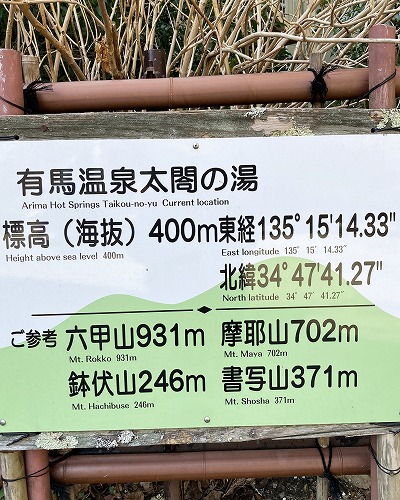 有馬温泉太閤の湯
Arima Hot Springs Taikou-no-yu Current location
標高（海抜）400m
Height above sea level 400m
東経135°15'14.33"
East longitude 135°15'14.33"
北緯34°47'41.27"
North latitude 34°47'41.27"
ご参考 六甲山931m 摩耶山702m
Mt. Rokko 931m Mt. Maya 702m
鉢伏山246m 書写山371m
Mt. Hachibuse 246m Mt. Shosha 371m